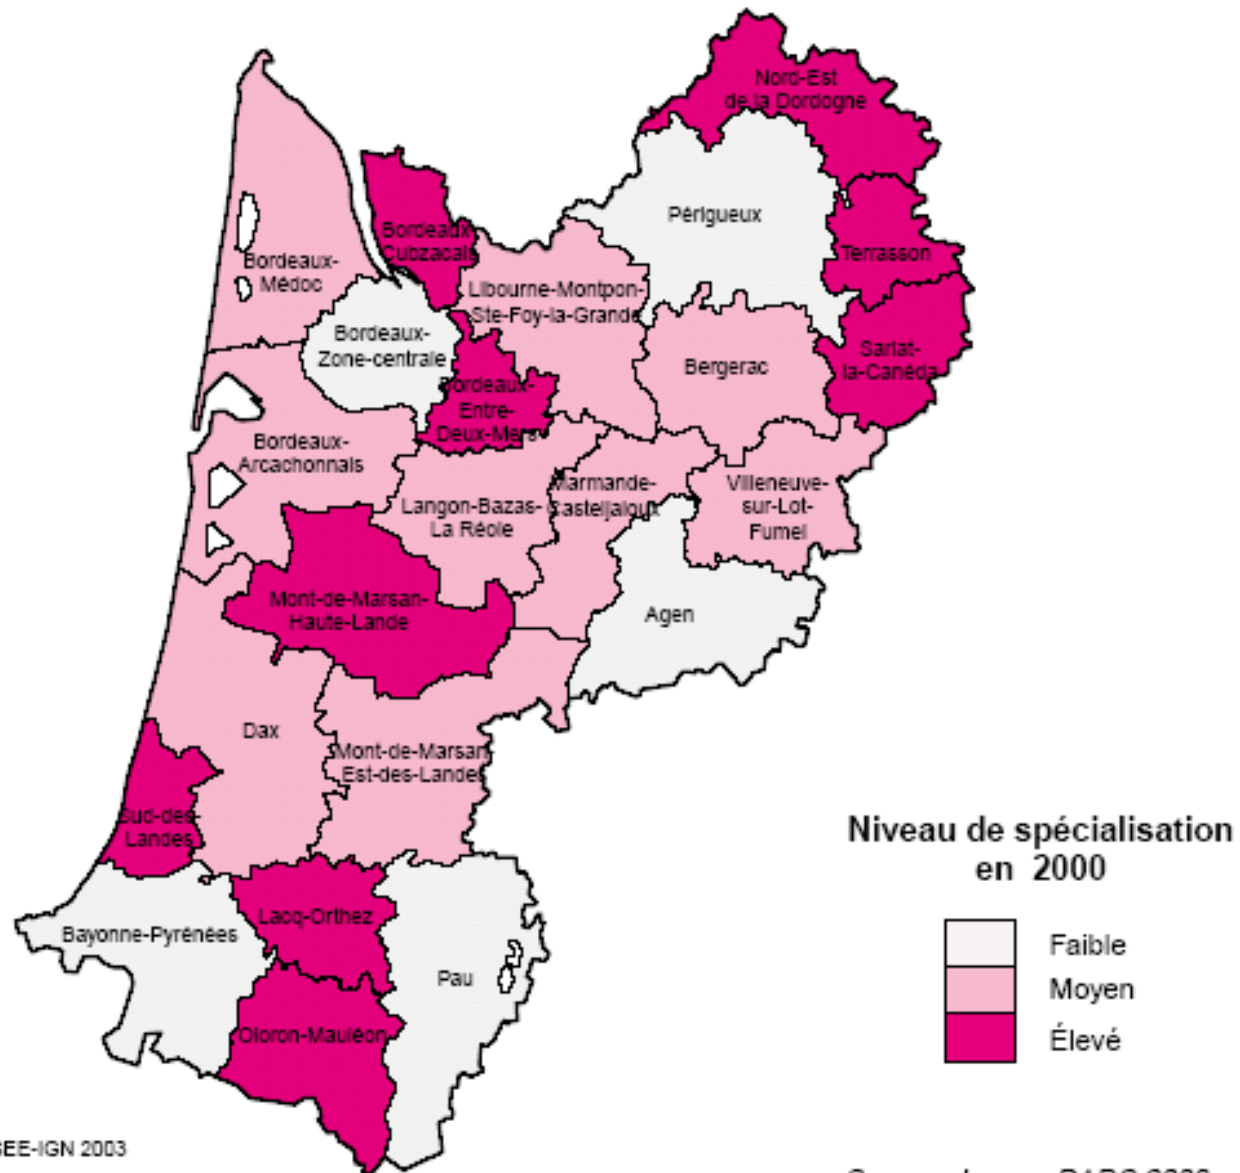 Nord-Est
de la Dordogne
Périgueux
Bordeaux-
Cubzacais
Terrasson
Bordeaux-
Médoc
Libourne-Montpon-
Ste-Foy-la-Grande
Bordeaux-
Zone-centrale
Bergerac
Sarlat-
la-Canéda
Bordeaux-
Entre-
Deux-Mers
Bordeaux-
Arcachonnais
Langon-Bazas-
La Réole
Marmande-
Casteljaloux
Villeneuve-
sur-Lot-
Fumel
Mont-de-Marsan-
Haute-Lande
Agen
Dax
Mont-de-Marsan
Est-des-Landes
Sud-des-
Landes
Lacq-Orthez
Bayonne-Pyrénées
Pau
Oloron-Mauléon
Niveau de spécialisation
en 2000
Faible
Moyen
Élevé
SEE-IGN 2003